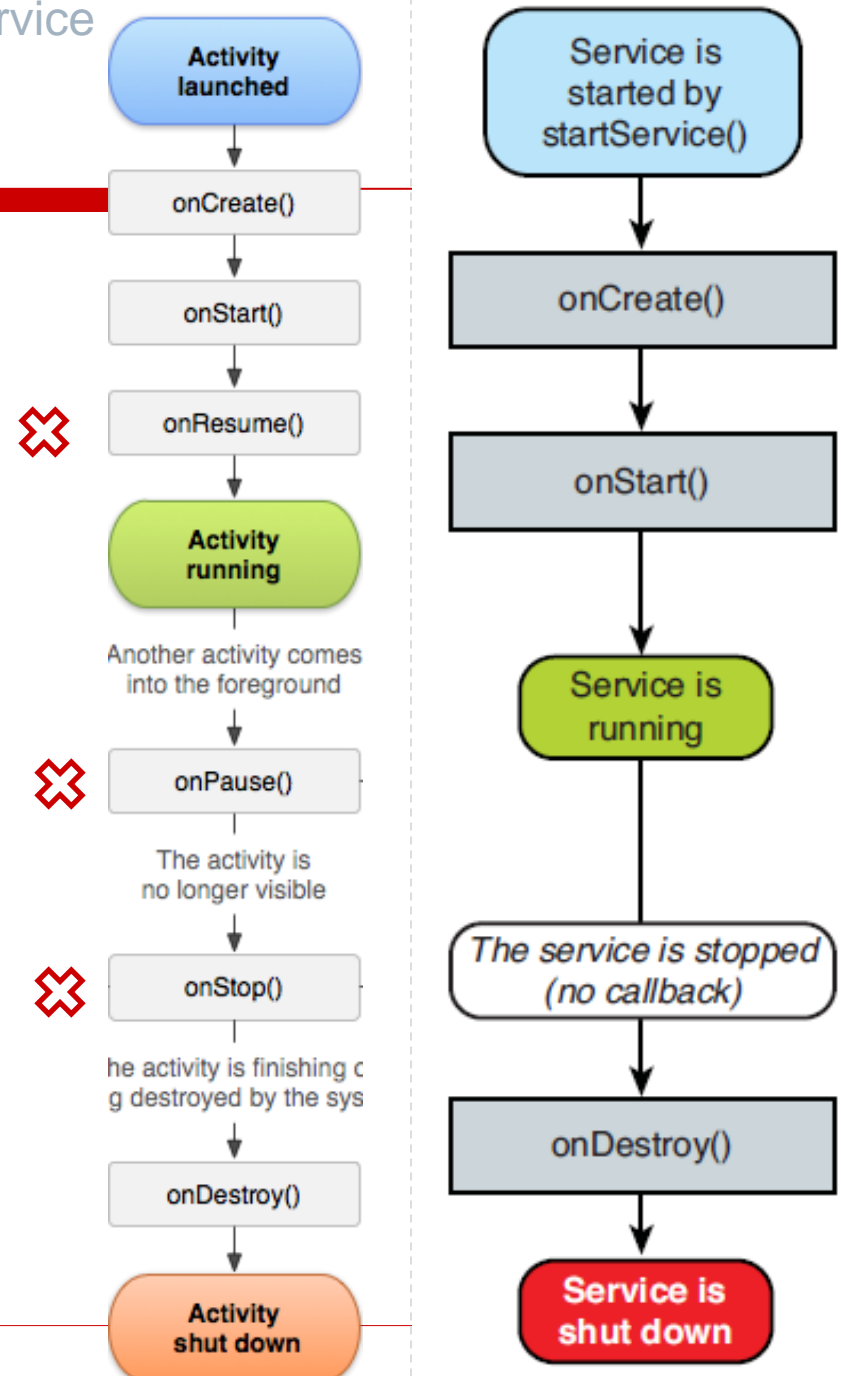 Activity
launched
onCreate()
onStart()
onResume()
Activity
running
Another activity comes
into the foreground
onPause()
The activity is
no longer visible
onStop()
he activity is finishing
g destroyed by the sys
onDestroy()
Activity
shut down
Service is
started by
startService()
onCreate()
onStart()
Service is
running
The service is stopped
(no callback)
onDestroy()
Service is
shut down